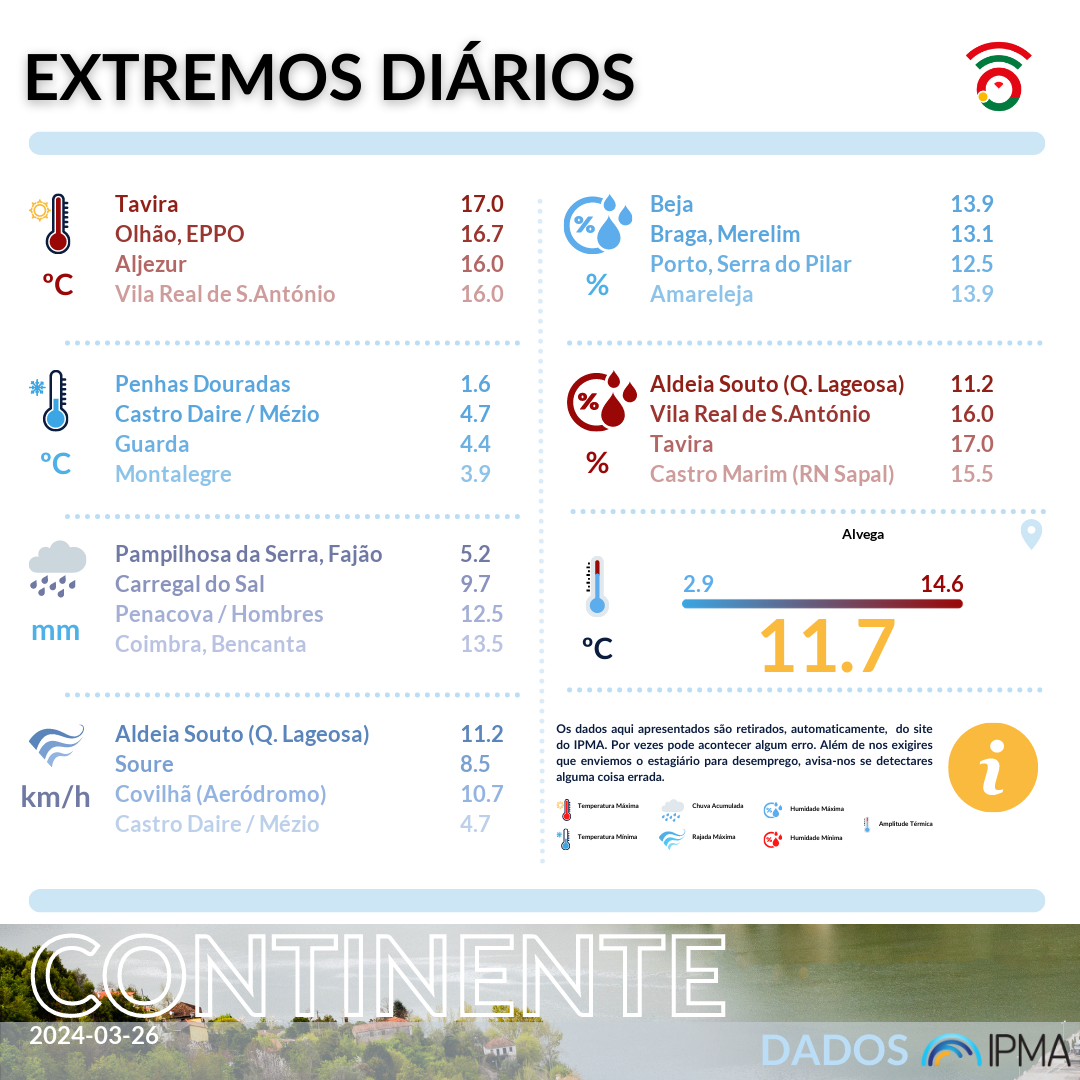 EXTREMOS DIÁRIOS
Tavira 17.0
Olhão, EPPO 16.7
Aljezur 16.0
Vila Real de S.António 16.0
ºC
Penhas Douradas 1.6
Castro Daire / Mézio 4.7
Guarda 4.4
Montalegre 3.9
ºC
Pampilhosa da Serra, Fajão 5.2
Carregal do Sal 9.7
Penacova / Hombres 12.5
Coimbra, Bencanta 13.5
mm
Aldeia Souto (Q. Lageosa) 11.2
Soure 8.5
Covilhã (Aeródromo) 10.7
Castro Daire / Mézio 4.7
km/h
%
Beja 13.9
Braga, Merelim 13.1
Porto, Serra do Pilar 12.5
Amareleja 13.9
%
%
Aldeia Souto (Q. Lageosa) 11.2
Vila Real de S.António 16.0
Tavira 17.0
Castro Marim (RN Sapal) 15.5
%
Alvega
2.9 14.6
11.7
ºC
Os dados aqui apresentados são retirados, automaticamente, do site
do IPMA. Por vezes pode acontecer algum erro. Além de nos exigires
que enviemos o estagiário para desemprego, avisa-nos se detectares
alguma coisa errada.
i
Temperatura Máxima
Chuva Acumulada
Humidade Máxima
Amplitude Térmica
Temperatura Mínima
Rajada Máxima
Humidade Mínima
CONTINENTE
2024-03-26
DADOS IPMA